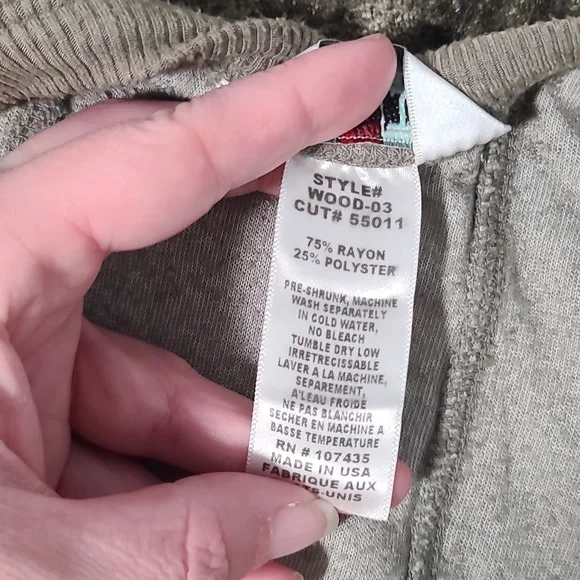 STYLE#
WOOD-03
CUT# 55011
75% RAYON
25% POLYSTER
PRE-SHRUNK, MACHINE
WASH SEPARATELY
IN COLD WATER,
NO BLEACH
TUMBLE DRY LOW
IRRETRECISSABLE
LAVER A LA MACHINE,
SEPAREMENT,
A'LEAU FROIDE
NE PAS BLANCHIR
SECHER EN MACHINE A
BASSE TEMPERATURE
RN # 107435
MADE IN USA
FABRIQUE AUX